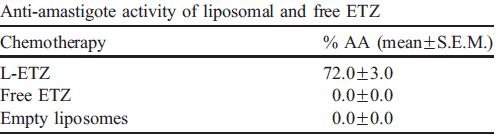 Anti-amastigote activity of liposomal and free ETZ
Chemotherapy % AA (mean±S.E.M.)
L-ETZ 72.0±3.0
Free ETZ 0.0±0.0
Empty liposomes 0.0±0.0